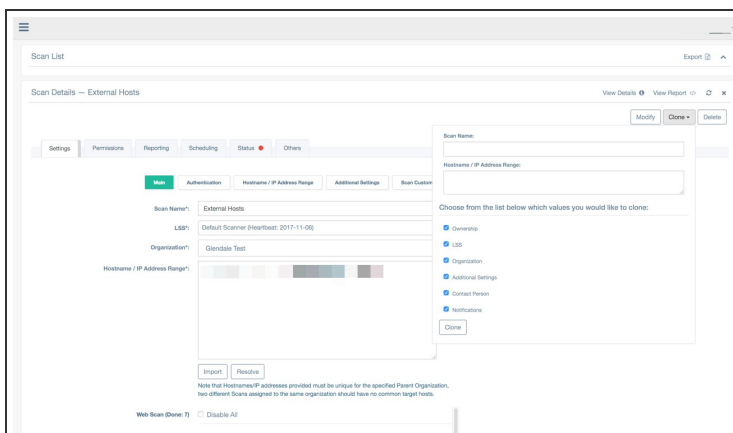 Scan List
Export
Scan Details — External Hosts
View Details
View Report
Modify
Clone
Delete
Settings
Permissions
Reporting
Scheduling
Status
Others
Main
Authentication
Hostname / IP Address Range
Additional Settings
Scan Custom
Scan Name*:
External Hosts
LSS*:
Default Scanner (Heartbeat: 2017-11-06)
Organization*:
Glendale Test
Hostname / IP Address Range*:
Import
Resolve
Note that Hostnames/IP addresses provided must be unique for the specified Parent Organization,
two different Scans assigned to the same organization should have no common target hosts.
Web Scan (Done: 7)
Disable All
Scan Name:
Hostname / IP Address Range:
Choose from the list below which values you would like to clone:
Ownership
LSS
Organization
Additional Settings
Contact Person
Notifications
Clone